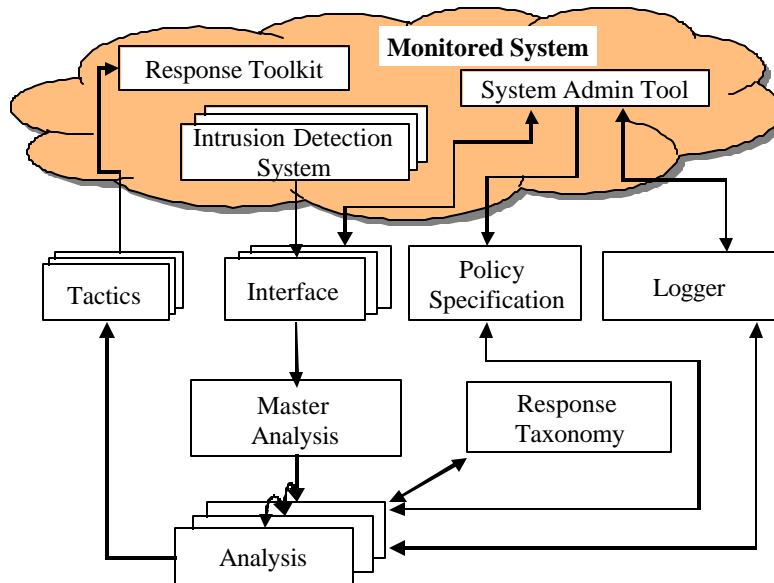 Monitored System
Response Toolkit
System Admin Tool
Intrusion Detection
System
Tactics
Interface
Policy
Specification
Logger
Master
Analysis
Response
Taxonomy
Analysis